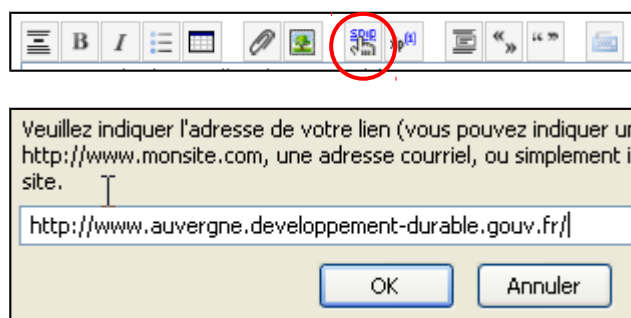 B I SPIP (1) « » “ ”
Veuillez indiquer l'adresse de votre lien (vous pouvez indiquer
http://www.monsite.com, une adresse courriel, ou simplement
site.
http://www.auvergne.developpement-durable.gouv.fr/
OK Annuler